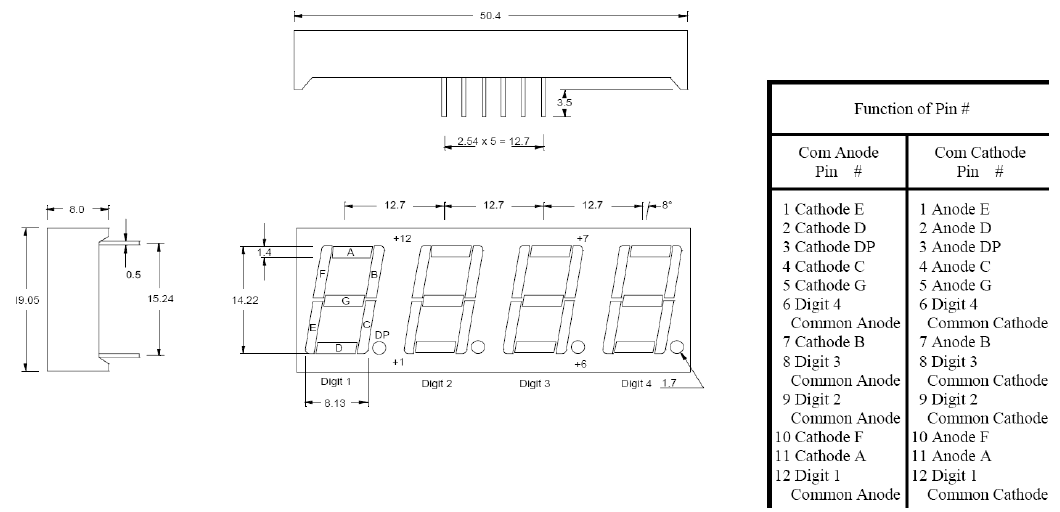 50.4
3.5
2.54 x 5 = 12.7
8.0
0.5
15.24
19.05
12.7 12.7 12.7 8°
+12 +7
1.4
14.22
A
F B
G
E C
DP
D
+1 +6
Digit 1 Digit 2 Digit 3 Digit 4 1.7
8.13
Function of Pin #
Com Anode
Pin #
1 Cathode E
2 Cathode D
3 Cathode DP
4 Cathode C
5 Cathode G
6 Digit 4
Common Anode
7 Cathode B
8 Digit 3
Common Anode
9 Digit 2
Common Anode
10 Cathode F
11 Cathode A
12 Digit 1
Common Anode
Com Cathode
Pin #
1 Anode E
2 Anode D
3 Anode DP
4 Anode C
5 Anode G
6 Digit 4
Common Cathode
7 Anode B
8 Digit 3
Common Cathode
9 Digit 2
Common Cathode
10 Anode F
11 Anode A
12 Digit 1
Common Cathode